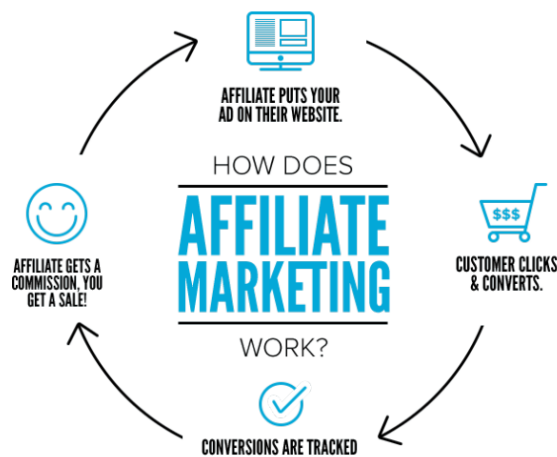 AFFILIATE PUTS YOUR
AD ON THEIR WEBSITE.
HOW DOES
AFFILIATE
MARKETING
WORK?
$$$
CUSTOMER CLICKS
& CONVERTS.
CONVERSIONS ARE TRACKED
AFFILIATE GETS A
COMMISSION, YOU
GET A SALE!